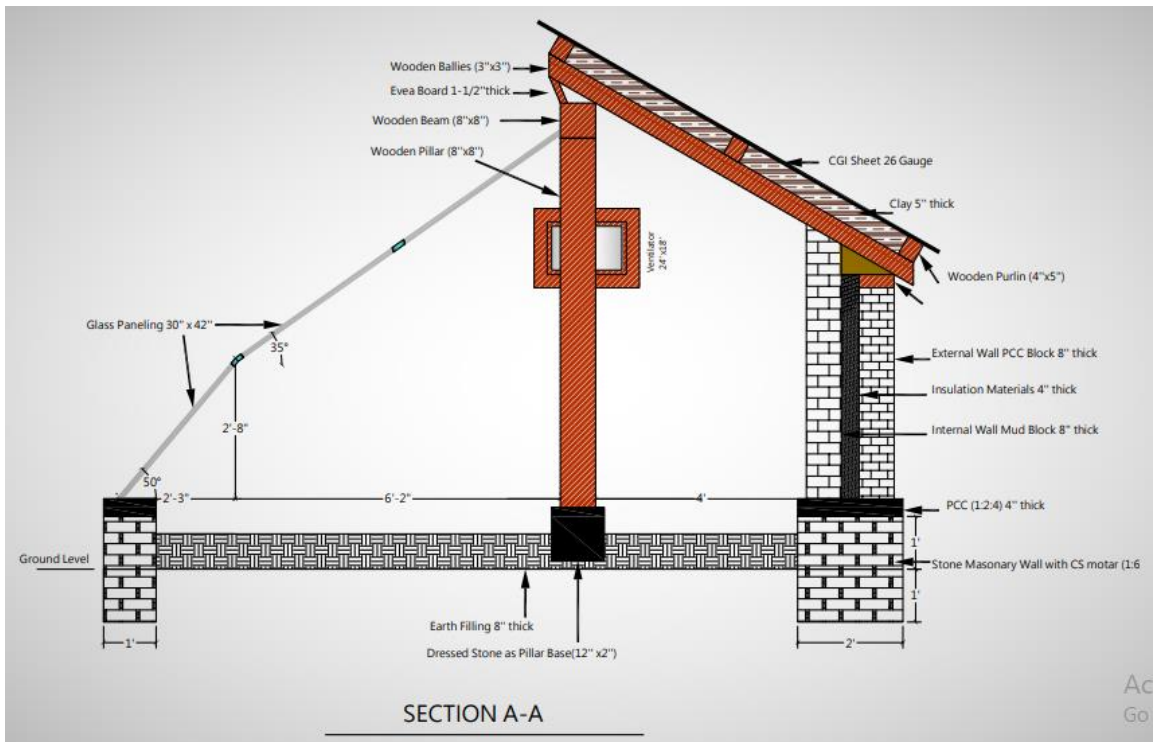 Wooden Ballies (3"x3")
Evea Board 1-1/2"thick
Wooden Beam (8"x8")
Wooden Pillar (8"x8")
CGI Sheet 26 Gauge
Clay 5" thick
Ventilator
24"x18'
Wooden Purlin (4"x5")
Glass Paneling 30" x 42"
35°
External Wall PCC Block 8" thick
Insulation Materials 4" thick
2'-8"
Internal Wall Mud Block 8" thick
50°
2'-3"
6'-2"
4'
PCC (1:2:4) 4" thick
1'
Ground Level
Stone Masonary Wall with CS motar (1:6
1'
Earth Filling 8" thick
1'
2'
Dressed Stone as Pillar Base(12" x2")
SECTION A-A
Ac
Go